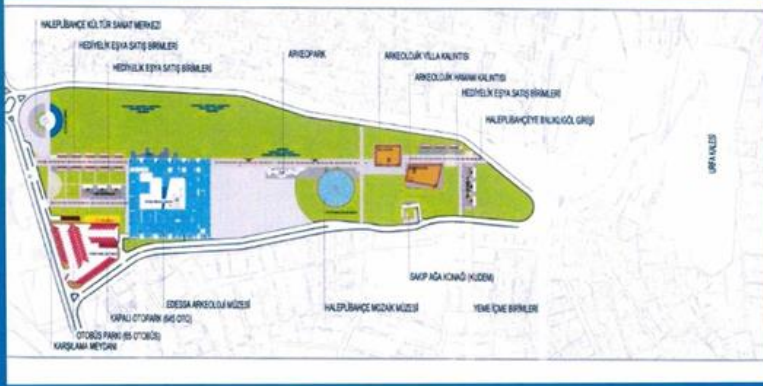 HALEPLİBAHÇE KÜLTÜR SANAT MERKEZİ
HEDİYELİK EŞYA SATIŞ BİRİMLERİ
HEDİYELİK EŞYA SATIŞ BİRİMLERİ
ARKEOPARK
ARKEOLOJİK VİLLA KALINTISI
ARKEOLOJİK HAMAM KALINTISI
HEDİYELİK EŞYA SATIŞ BİRİMLERİ
HALEPLİBAHÇEYE BALIKLIGÖL GİRİŞİ
URFA KALESİ
SAKIP AĞA KONAĞI (KUDEM)
EDESSA ARKEOLOJİ MÜZESİ
HALEPLİBAHÇE MOZAİK MÜZESİ
YEME İÇME BİRİMLERİ
KAPALI OTOPARK (645 OTO)
OTOBÜS PARKI (65 OTOBÜS)
KARŞILAMA MEYDANI